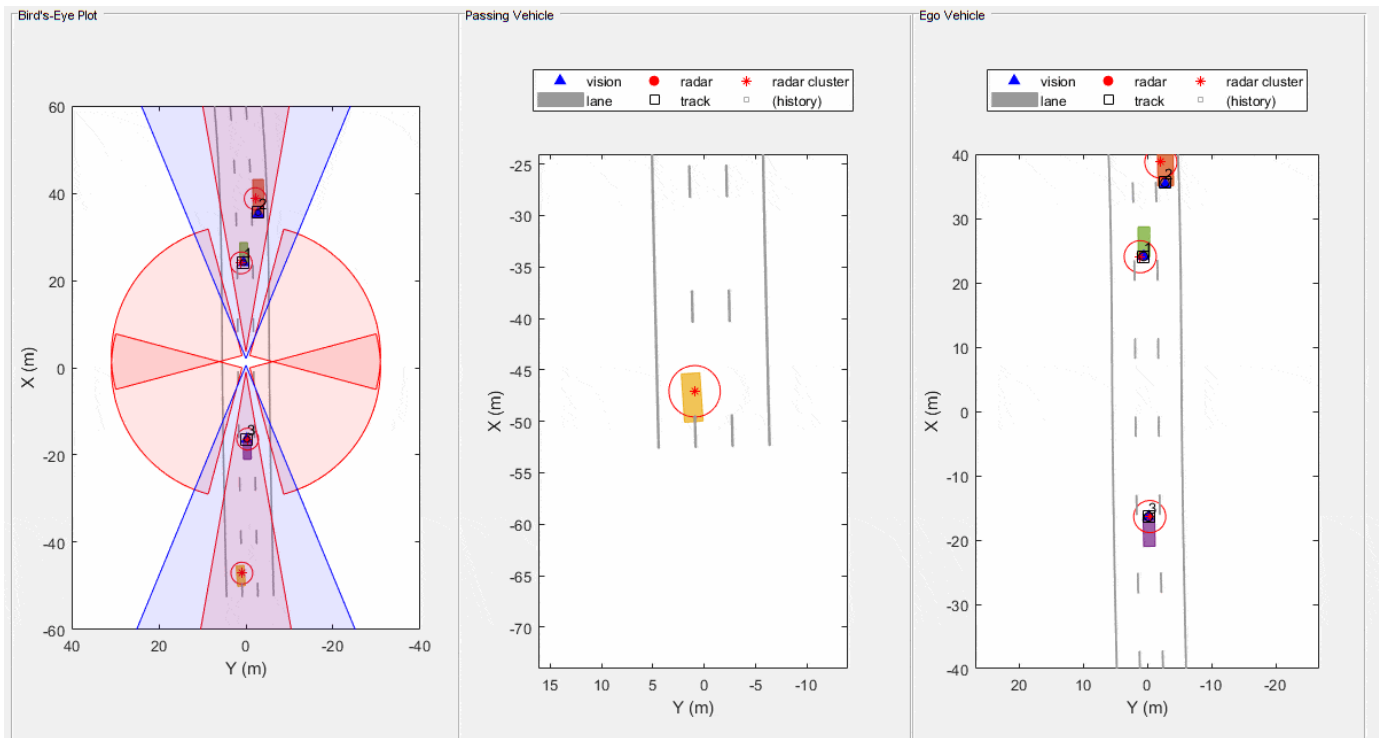 Bird's-Eye Plot
60
40
20
0
-20
-40
-60
X (m)
40
20
0
-20
-40
Y (m)
2
1
3
Passing Vehicle
vision
radar
radar cluster
lane
track
(history)
-25
-30
-35
-40
-45
-50
-55
-60
-65
-70
X (m)
15
10
5
0
-5
-10
Y (m)
Ego Vehicle
vision
radar
radar cluster
lane
track
(history)
40
30
20
10
0
-10
-20
-30
-40
X (m)
20
10
0
-10
-20
Y (m)
2
1
3